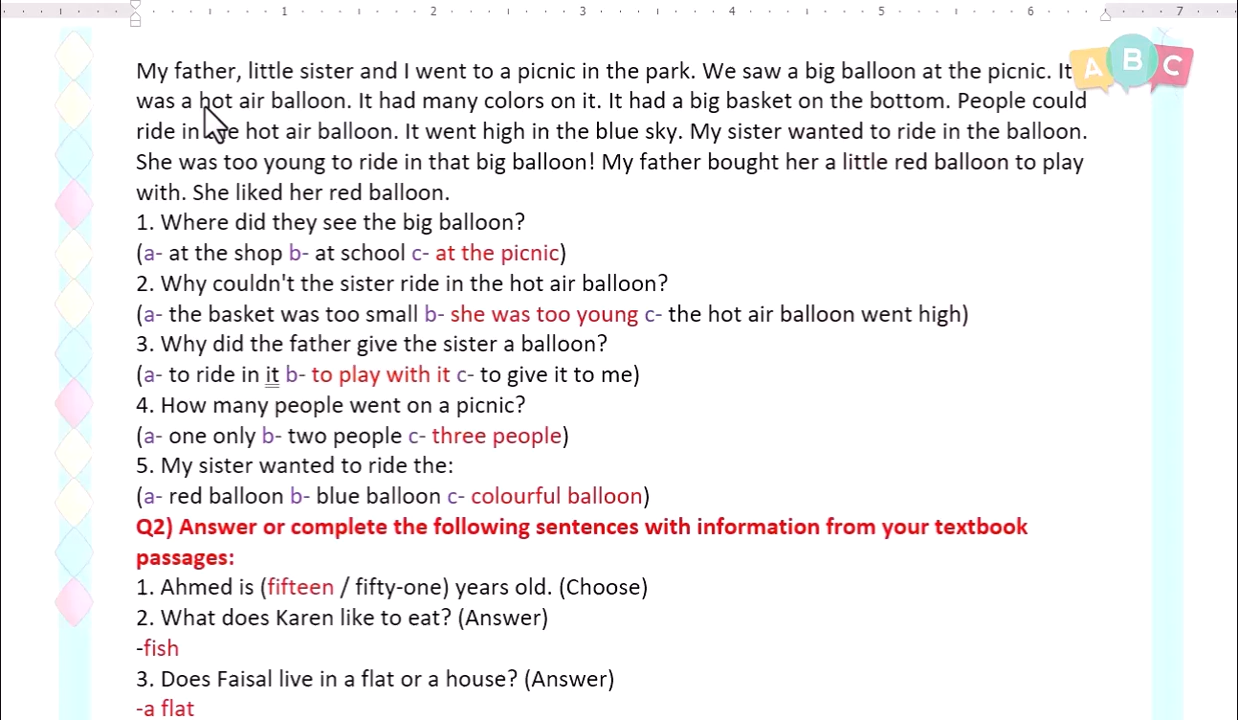 1 2 3 4 5 6 7
A B C
My father, little sister and I went to a picnic in the park. We saw a big balloon at the picnic. It
was a hot air balloon. It had many colors on it. It had a big basket on the bottom. People could
ride in hot air balloon. It went high in the blue sky. My sister wanted to ride in the balloon.
She was too young to ride in that big balloon! My father bought her a little red balloon to play
with. She liked her red balloon.
1. Where did they see the big balloon?
(a- at the shop b- at school c- at the picnic)
2. Why couldn't the sister ride in the hot air balloon?
(a- the basket was too small b- she was too young c- the hot air balloon went high)
3. Why did the father give the sister a balloon?
(a- to ride in it b- to play with it c- to give it to me)
4. How many people went on a picnic?
(a- one only b- two people c- three people)
5. My sister wanted to ride the:
(a- red balloon b- blue balloon c- colourful balloon)
Q2) Answer or complete the following sentences with information from your textbook
passages:
1. Ahmed is (fifteen / fifty-one) years old. (Choose)
2. What does Karen like to eat? (Answer)
-fish
3. Does Faisal live in a flat or a house? (Answer)
-a flat